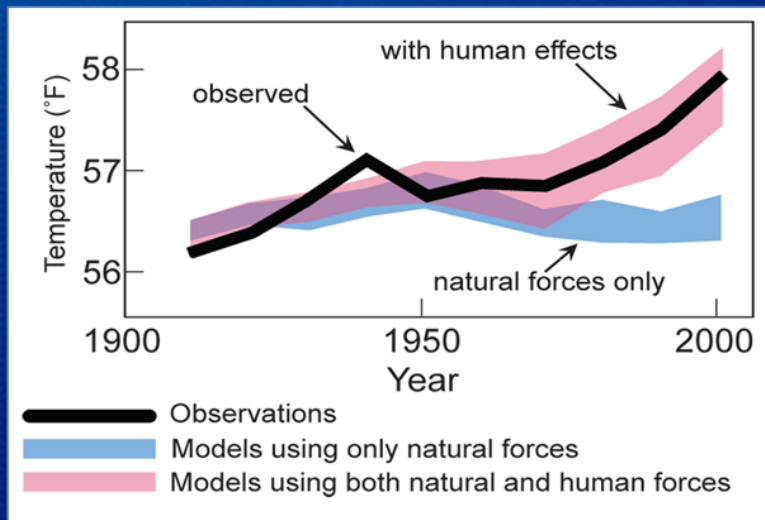 with human effects
58
observed
57
Temperature (°F)
56
natural forces only
1900
1950
2000
Year
Observations
Models using only natural forces
Models using both natural and human forces